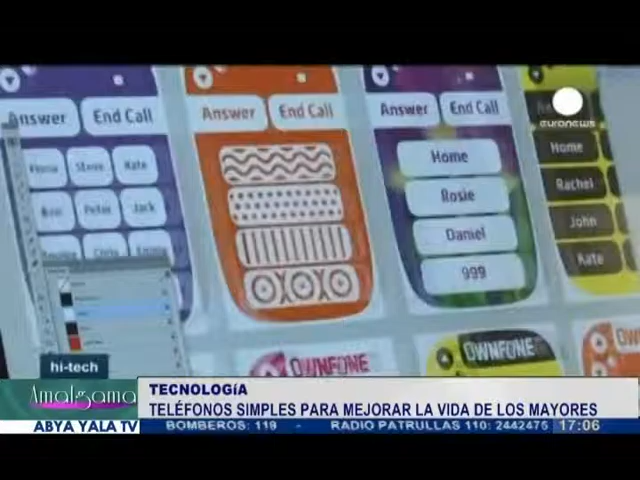 Answer
End Call
Answer
End Call
Answer
End Call
euronews
Home
Steve
Kate
Peter
Jack
Home
Rosie
Daniel
999
Home
Rachel
John
Kate
OWNFONE
OWNFONE
hi-tech
Amalgama
TECNOLOGíA
TELÉFONOS SIMPLES PARA MEJORAR LA VIDA DE LOS MAYORES
ABYA YALA TV
BOMBEROS: 119 - RADIO PATRULLAS 110: 2442475
17:06